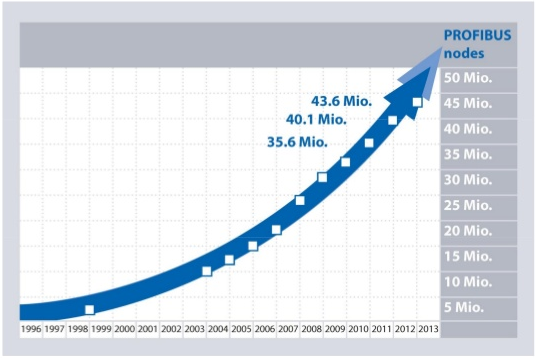 PROFIBUS
nodes
50 Mio.
43.6 Mio.
45 Mio.
40.1 Mio.
40 Mio.
35.6 Mio.
35 Mio.
30 Mio.
25 Mio.
20 Mio.
15 Mio.
10 Mio.
5 Mio.
1996 1997 1998 1999 2000 2001 2002 2003 2004 2005 2006 2007 2008 2009 2010 2011 2012 2013